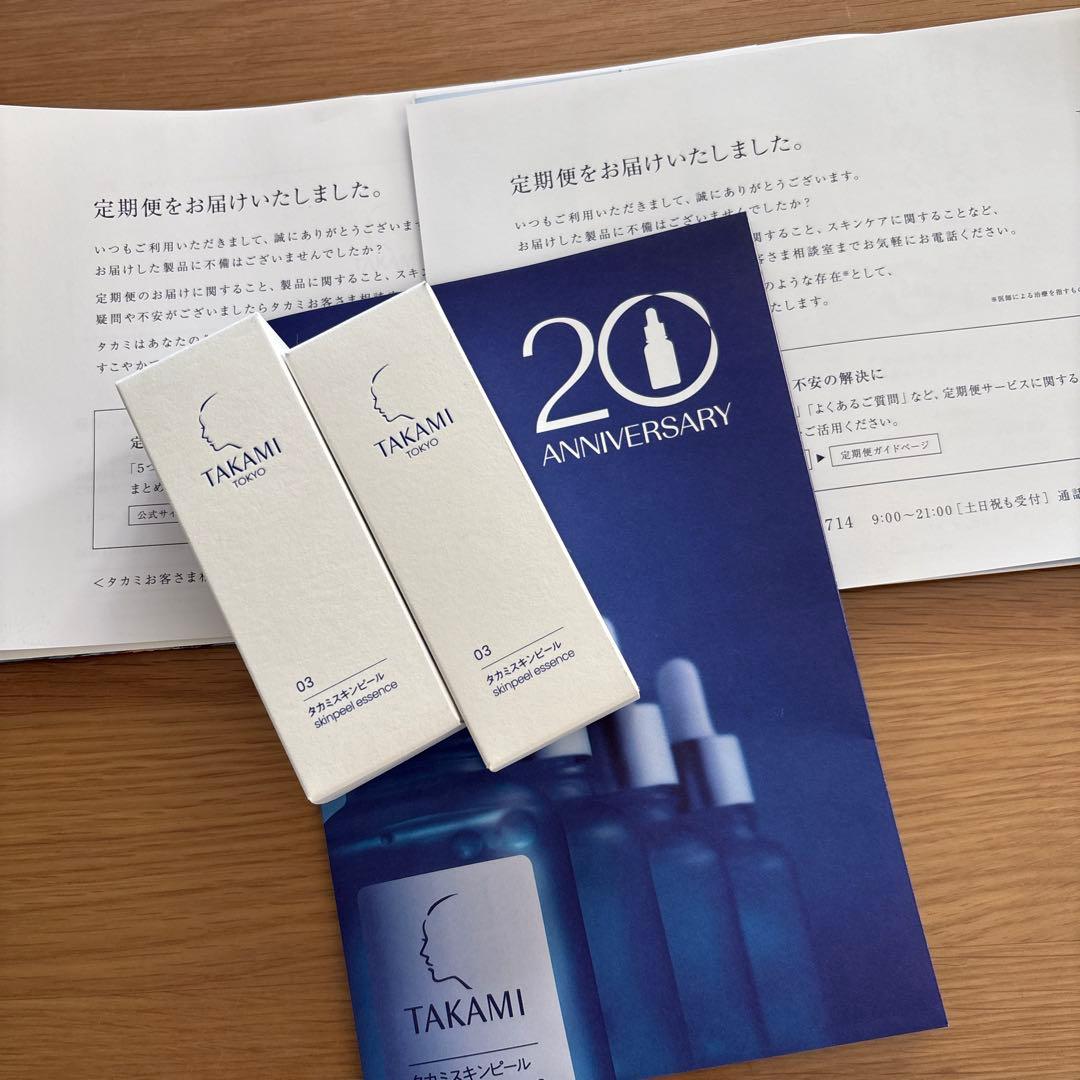 定期便をお届けいたしました。
いつもご利用いただきまして、誠にありがとうございます
お届けした製品に不備はございませんでしたか?
定期便のお届けに関すること、製品に関すること、スキン
疑問や不安がございましたらタカミお客さま相談
タカミはあなたの
すこやか
定
「5つ
まとめ
公式サイ
<タカミお客さま
定期便をお届けいたしました。
いつもご利用いただきまして、誠にありがとうございます。
お届けした製品に不備はございませんでしたか?
関すること、スキンケアに関することなど、
客さま相談室までお気軽にお電話ください。
のような存在※として、
たします。
※医師による治療を指すもの
不安の解決に
」「よくあるご質問」など、定期便サービスに関する
ご活用ください。
▶ 定期便ガイドページ
714 9:00〜21:00[土日祝も受付] 通話
20
ANNIVERSARY
TAKAMI
TOKYO
03
タカミスキンピール
skinpeel essence
TAKAMI
TOKYO
03
タカミスキンピール
skinpeel essence
TAKAMI
タカミスキンピール